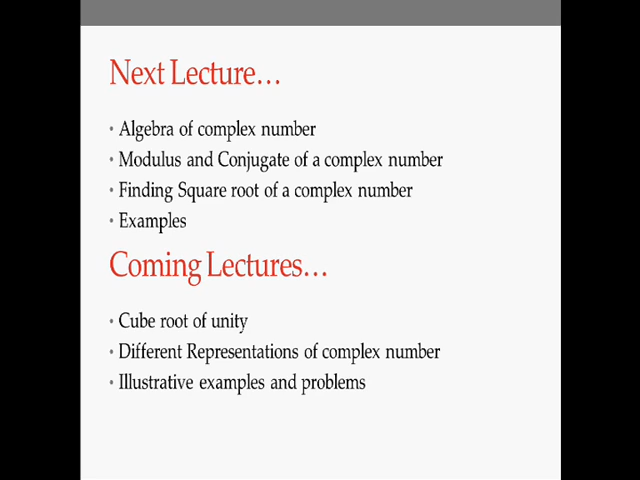 Next Lecture…
• Algebra of complex number
• Modulus and Conjugate of a complex number
• Finding Square root of a complex number
• Examples
Coming Lectures…
• Cube root of unity
• Different Representations of complex number
• Illustrative examples and problems